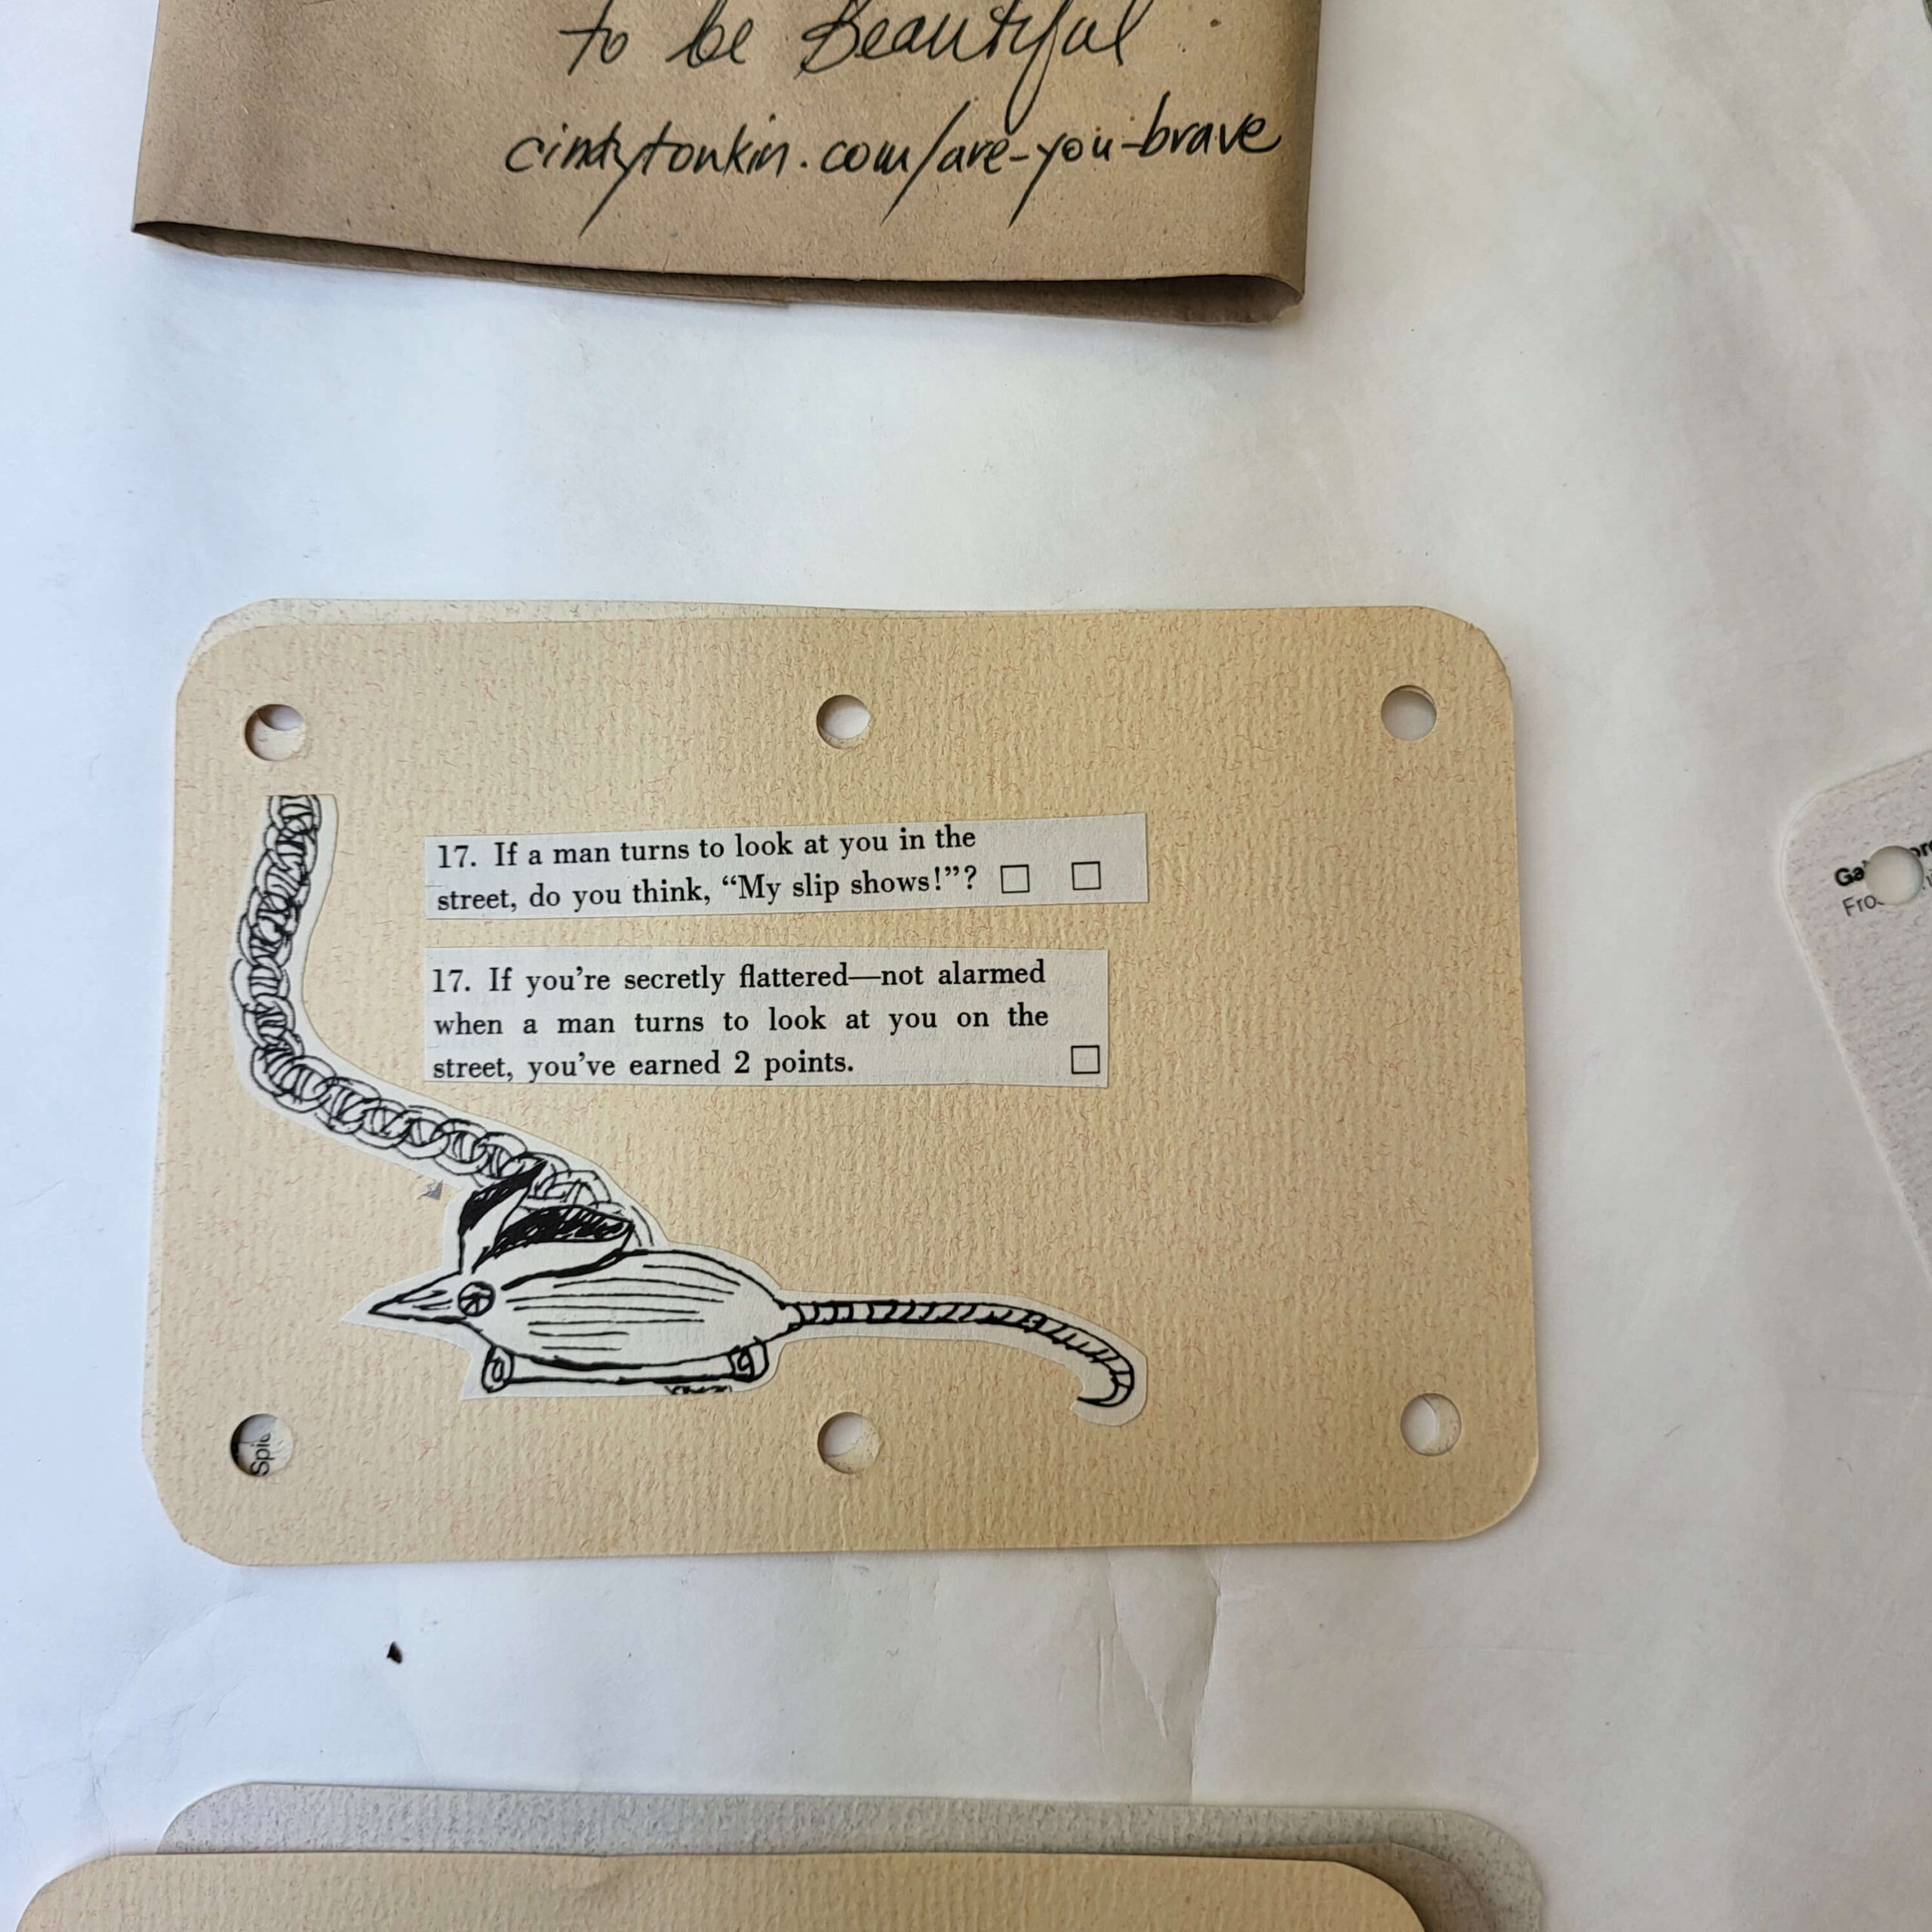 to be Beautiful
cindytonkin.com/are-you-brave
17. If a man turns to look at you in the
street, do you think, “My slip shows!”?
17. If you’re secretly flattered—not alarmed
when a man turns to look at you on the
street, you’ve earned 2 points.